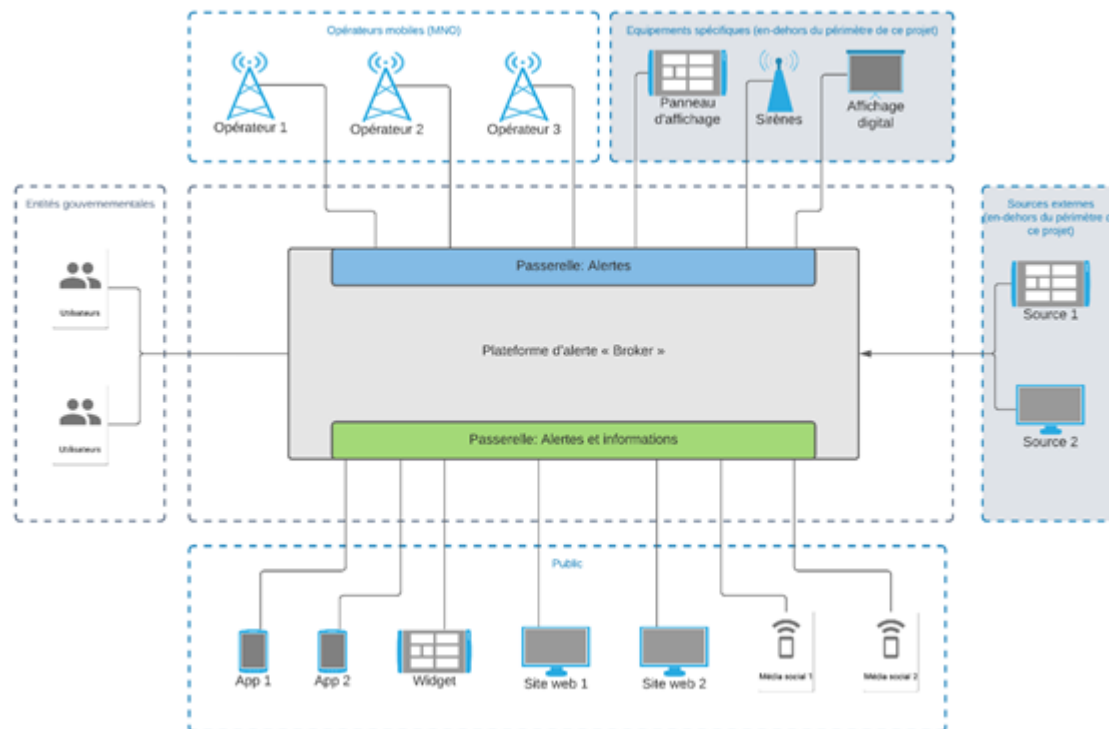 Opérateurs mobiles (MNO)
Opérateur 1
Opérateur 2
Opérateur 3
Equipements spécifiques (en-dehors du périmètre de ce projet)
Panneau
d'affichage
Sirènes
Affichage
digital
Entités gouvernementales
Utilisateurs
Utilisateurs
Passerelle: Alertes
Plateforme d'alerte « Broker »
Passerelle: Alertes et informations
Sources externes
(en-dehors du périmètre de
ce projet)
Source 1
Source 2
Public
App 1
App 2
Widget
Site web 1
Site web 2
Média social 1
Média social 2